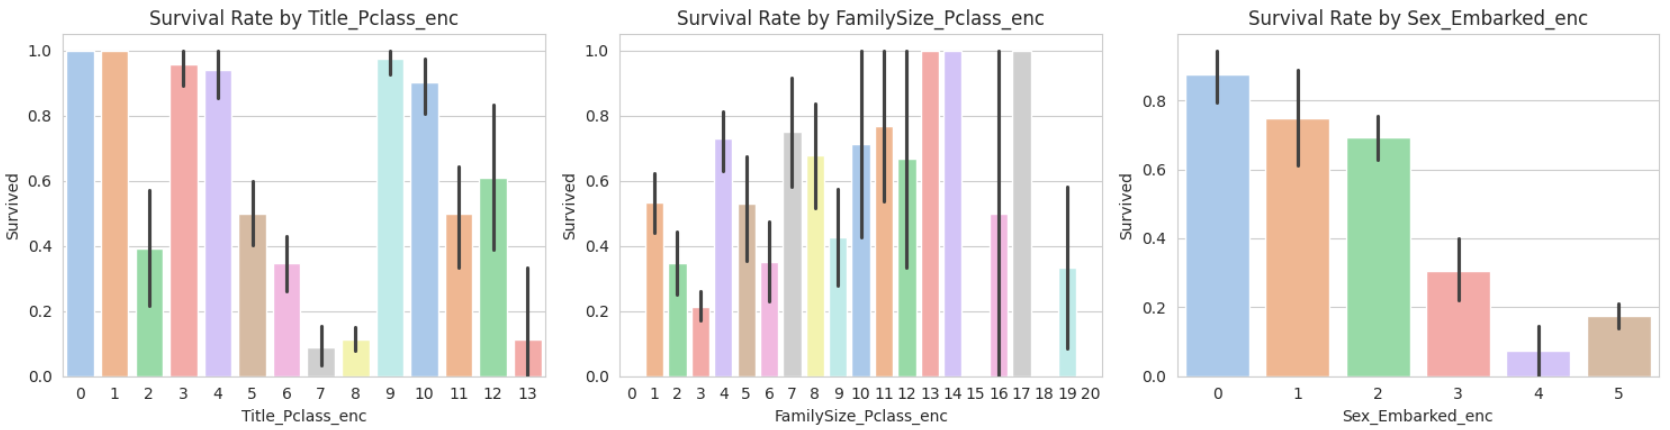 Survival Rate by Title_Pclass_enc
1.0
0.8
0.6
0.4
0.2
0.0
Survived
0 1 2 3 4 5 6 7 8 9 10 11 12 13
Title_Pclass_enc
Survival Rate by FamilySize_Pclass_enc
1.0
0.8
0.6
0.4
0.2
0.0
Survived
0 1 2 3 4 5 6 7 8 9 10 11 12 13 14 15 16 17 18 19 20
FamilySize_Pclass_enc
Survival Rate by Sex_Embarked_enc
0.8
0.6
0.4
0.2
0.0
Survived
0 1 2 3 4 5
Sex_Embarked_enc